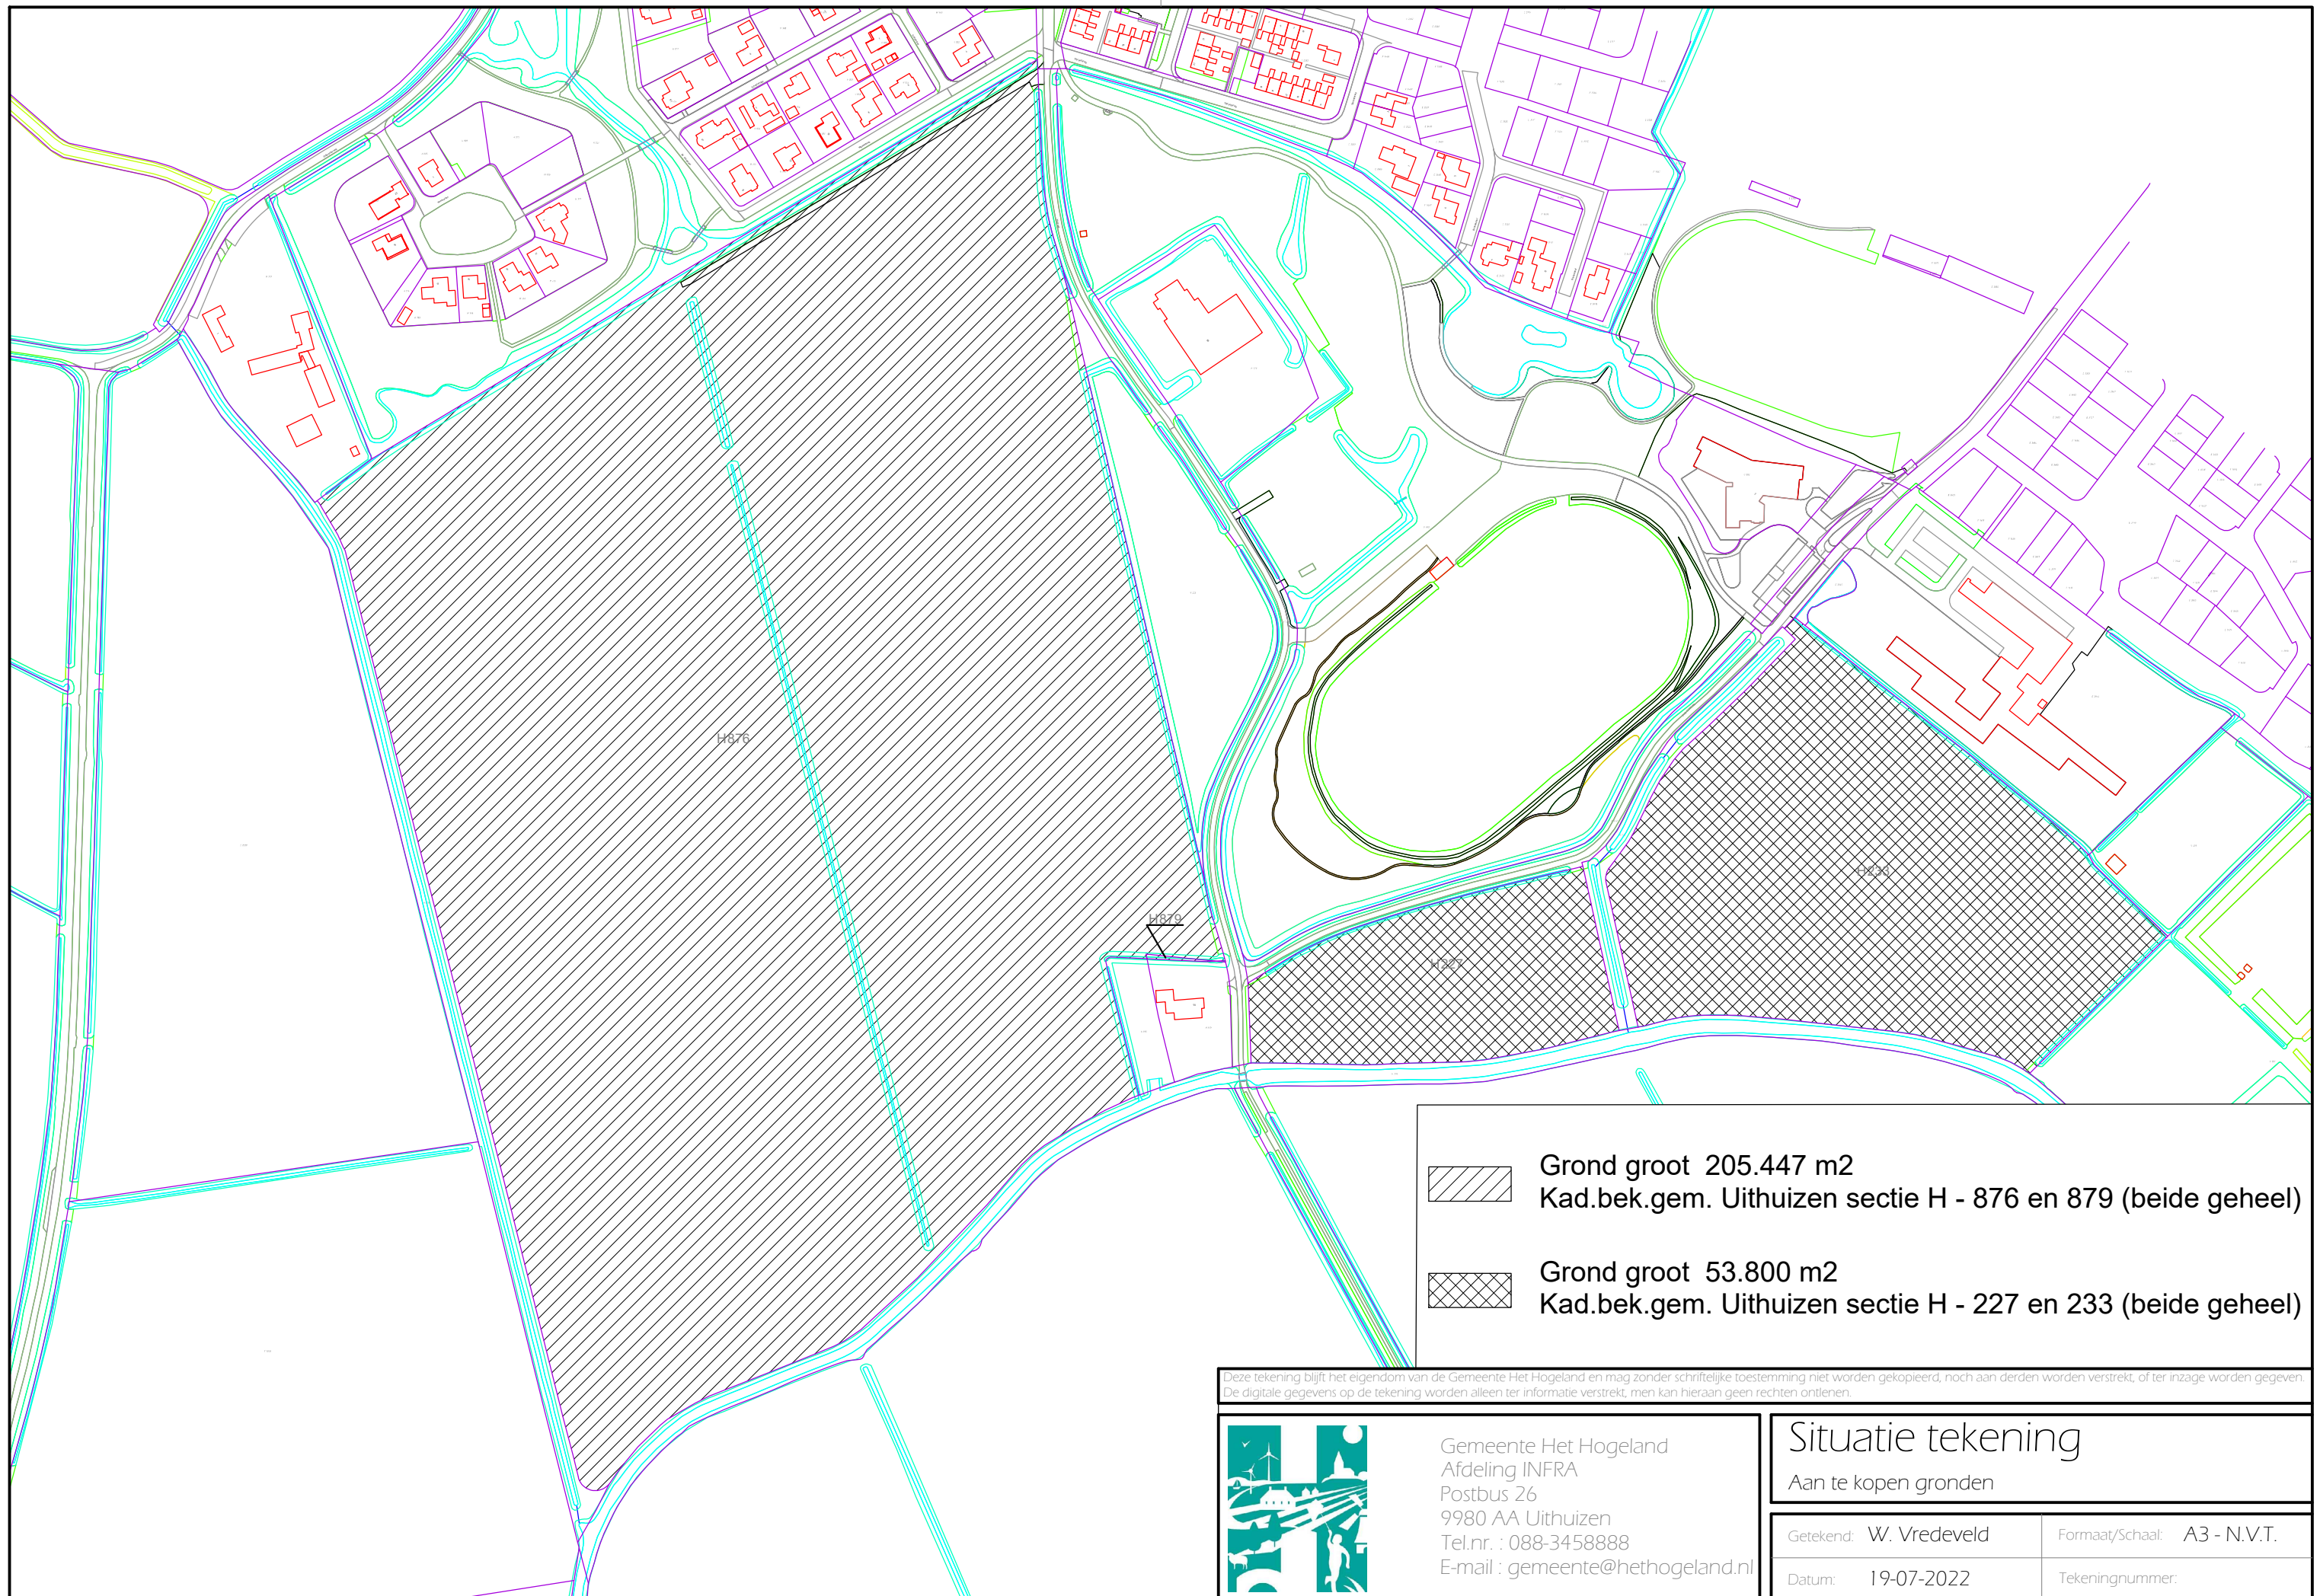 H876
H879
H227
H233
Grond groot 205.447 m2
Kad.bek.gem. Uithuizen sectie H - 876 en 879 (beide geheel)
Grond groot 53.800 m2
Kad.bek.gem. Uithuizen sectie H - 227 en 233 (beide geheel)
Deze tekening blijft het eigendom van de Gemeente Het Hogeland en mag zonder schriftelijke toestemming niet worden gekopieerd, noch aan derden worden verstrekt, of ter inzage worden gegeven.
De digitale gegevens op de tekening worden alleen ter informatie verstrekt, men kan hieraan geen rechten ontlenen.
Gemeente Het Hogeland
Afdeling INFRA
Postbus 26
9980 AA Uithuizen
Tel.nr. : 088-3458888
E-mail : gemeente@hethogeland.nl
Situatie tekening
Aan te kopen gronden
Getekend: W. Vredeveld
Formaat/Schaal: A3 - N.V.T.
Datum: 19-07-2022
Tekeningnummer: